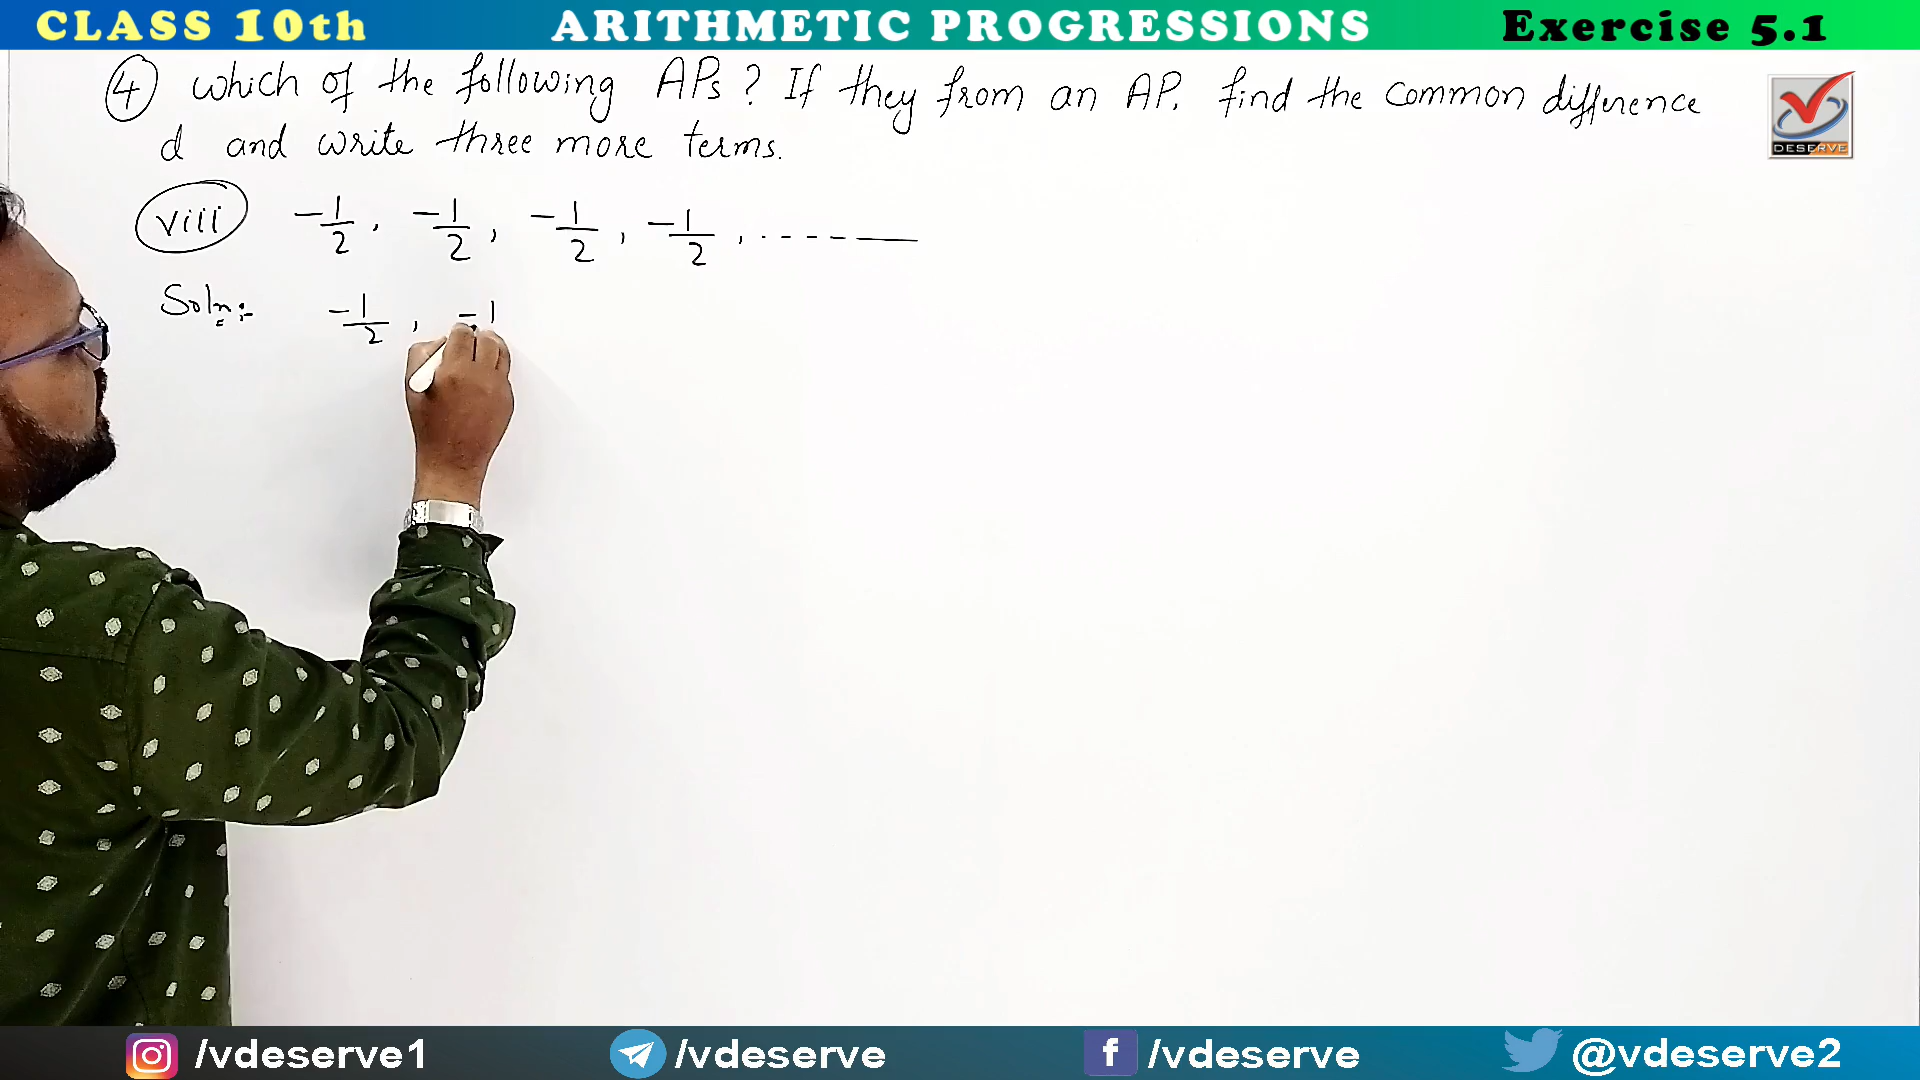 CLASS 10th ARITHMETIC PROGRESSIONS Exercise 5.1
④ which of the following APs? If they from an AP. find the common difference
d and write three more terms.
DESERVE
viii -1/2, -1/2, -1/2, -1/2, ........
Soln:- -1/2, -1
/vdeserve1 /vdeserve /vdeserve @vdeserve2